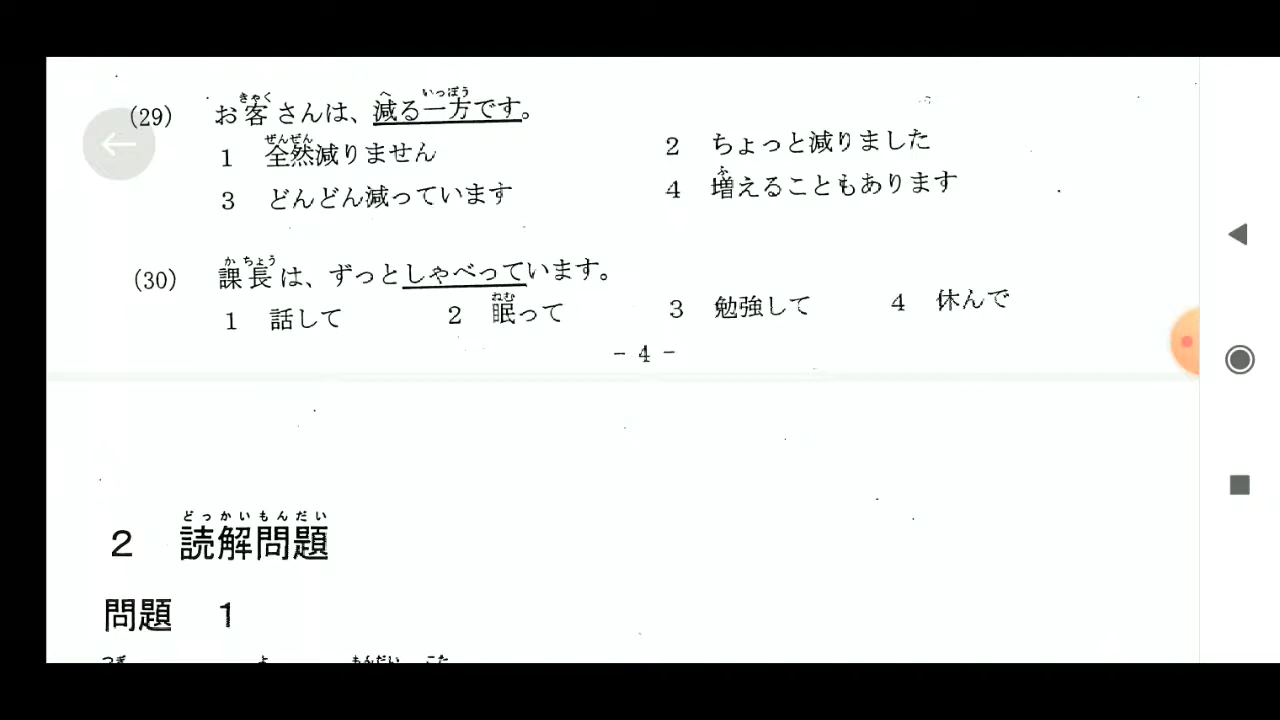 (29) お客さんは、減る一方です。
1 全然減りません 2 ちょっと減りました
3 どんどん減っています 4 増えることもあります
(30) 課長は、ずっとしゃべっています。
1 話して 2 眠って 3 勉強して 4 休んで
- 4 -
2 読解問題
問題 1